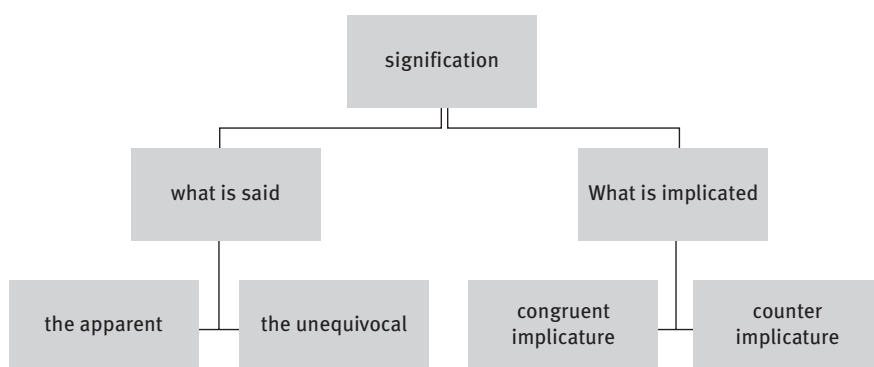 signification
what is said
What is implicated
the apparent
the unequivocal
congruent
implicature
counter
implicature